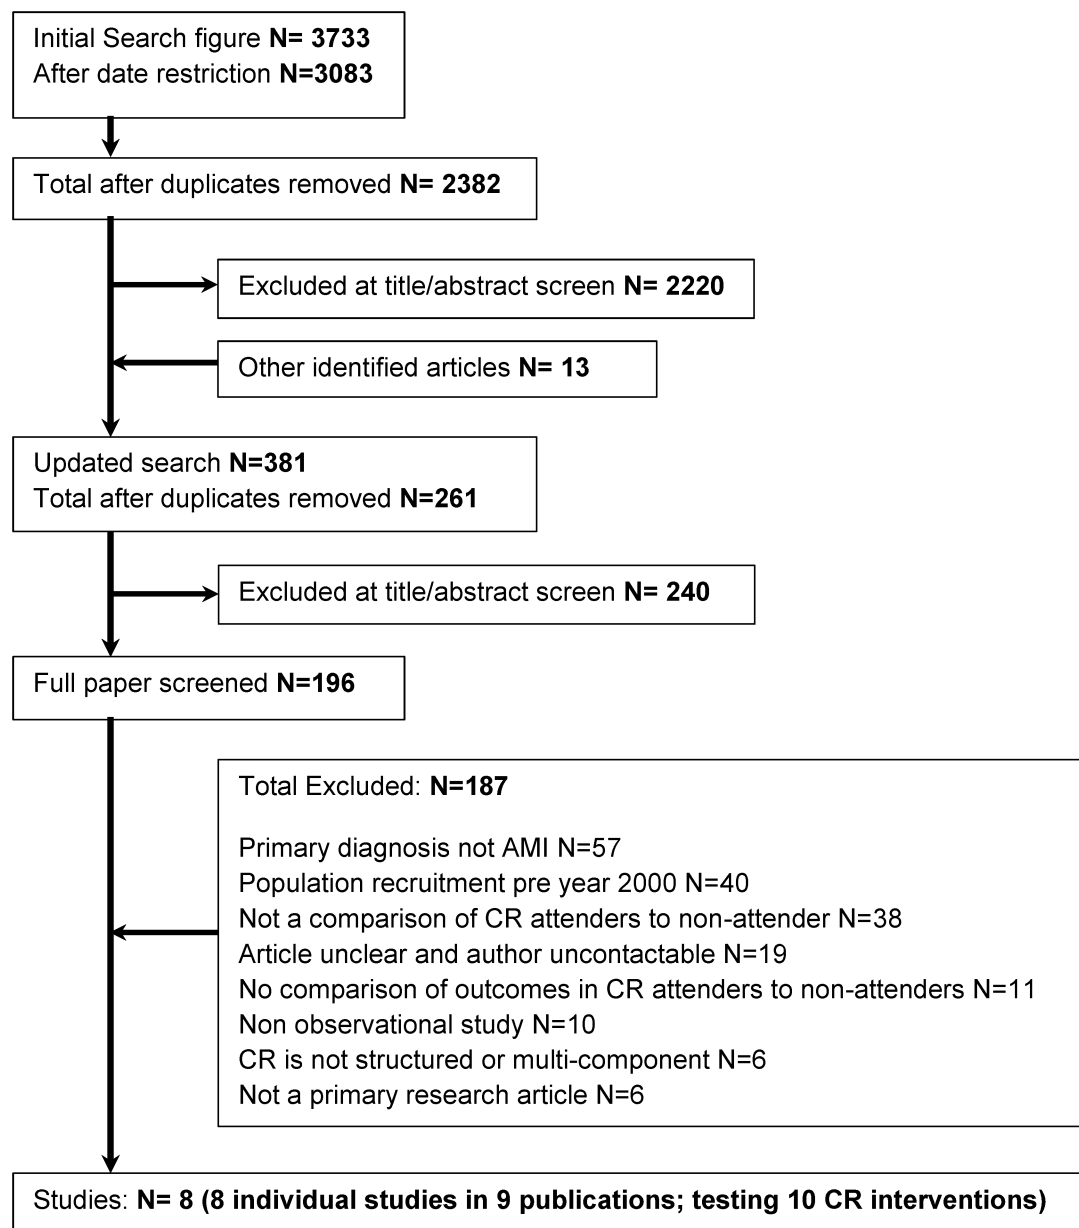 Initial Search figure N= 3733
After date restriction N=3083
Total after duplicates removed N= 2382
Excluded at title/abstract screen N= 2220
Other identified articles N= 13
Updated search N=381
Total after duplicates removed N=261
Excluded at title/abstract screen N= 240
Full paper screened N=196
Total Excluded: N=187
Primary diagnosis not AMI N=57
Population recruitment pre year 2000 N=40
Not a comparison of CR attenders to non-attender N=38
Article unclear and author uncontactable N=19
No comparison of outcomes in CR attenders to non-attenders N=11
Non observational study N=10
CR is not structured or multi-component N=6
Not a primary research article N=6
Studies: N= 8 (8 individual studies in 9 publications; testing 10 CR interventions)